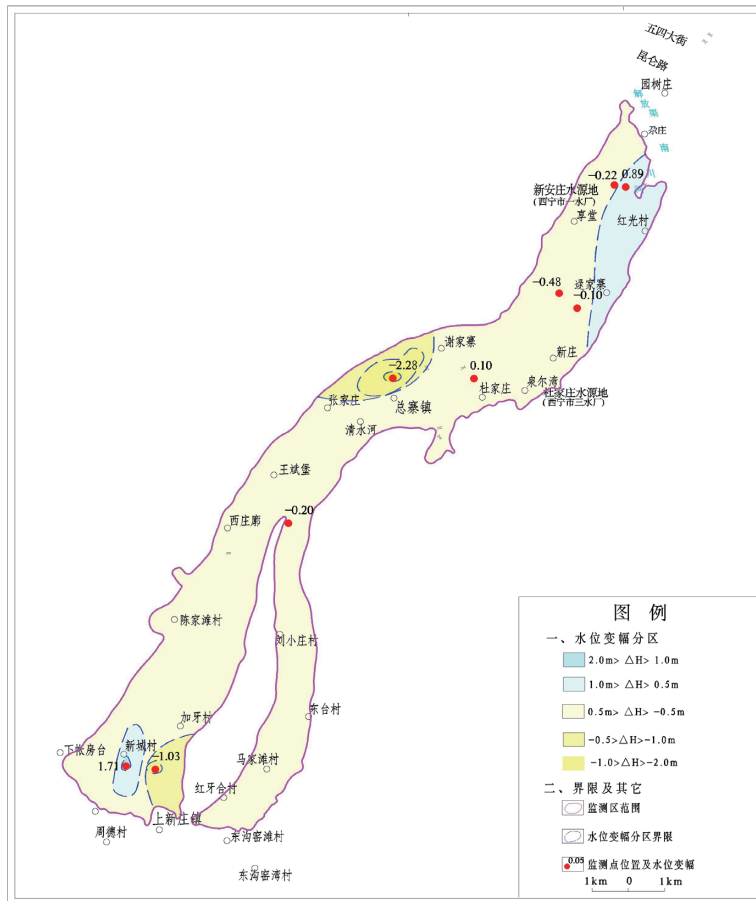 五四大街
昆仑路
园树庄
尕庄
南
川
-0.22
0.89
新安庄水源地
(西宁市一水厂)
享堂
红光村
-0.48
逯家寨
-0.10
谢家寨
新庄
-2.28
0.10
泉尔湾
杜家庄
杜家庄水源地
(西宁市三水厂)
张家庄
总寨镇
清水河
王斌堡
-0.20
西庄廓
陈家滩村
刘小庄村
东台村
加牙村
下帐房台
新城村
-1.03
1.71
马家滩村
红牙合村
周德村
上新庄镇
东沟窑滩村
东沟窑湾村
图 例
一、水位变幅分区
2.0m> △H> 1.0m
1.0m> △H> 0.5m
0.5m> △H> -0.5m
-0.5>△H>-1.0m
-1.0>△H>-2.0m
二、界限及其它
监测区范围
水位变幅分区界限
0.05
监测点位置及水位变幅
1km 0 1km